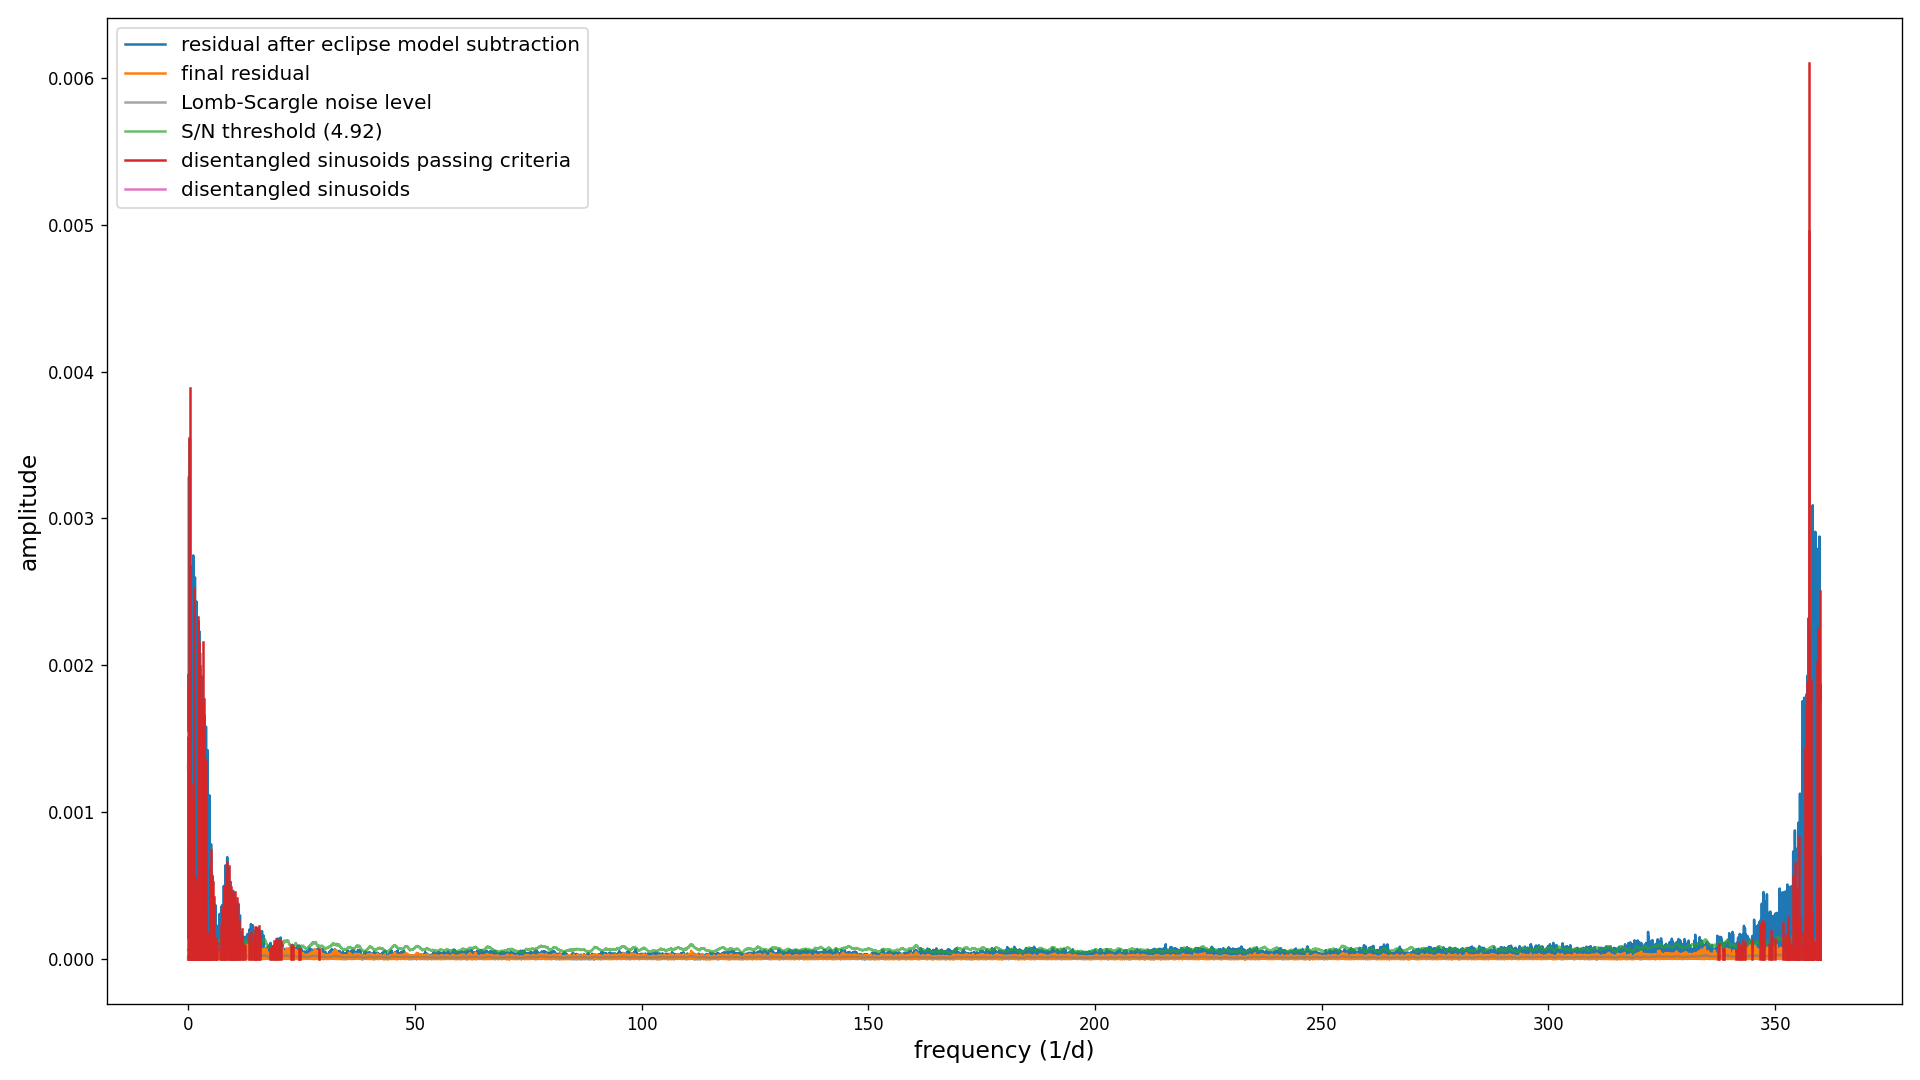 residual after eclipse model subtraction
final residual
Lomb-Scargle noise level
S/N threshold (4.92)
disentangled sinusoids passing criteria
disentangled sinusoids
0.006
0.005
0.004
0.003
0.002
0.001
0.000
amplitude
0 50 100 150 200 250 300 350
frequency (1/d)